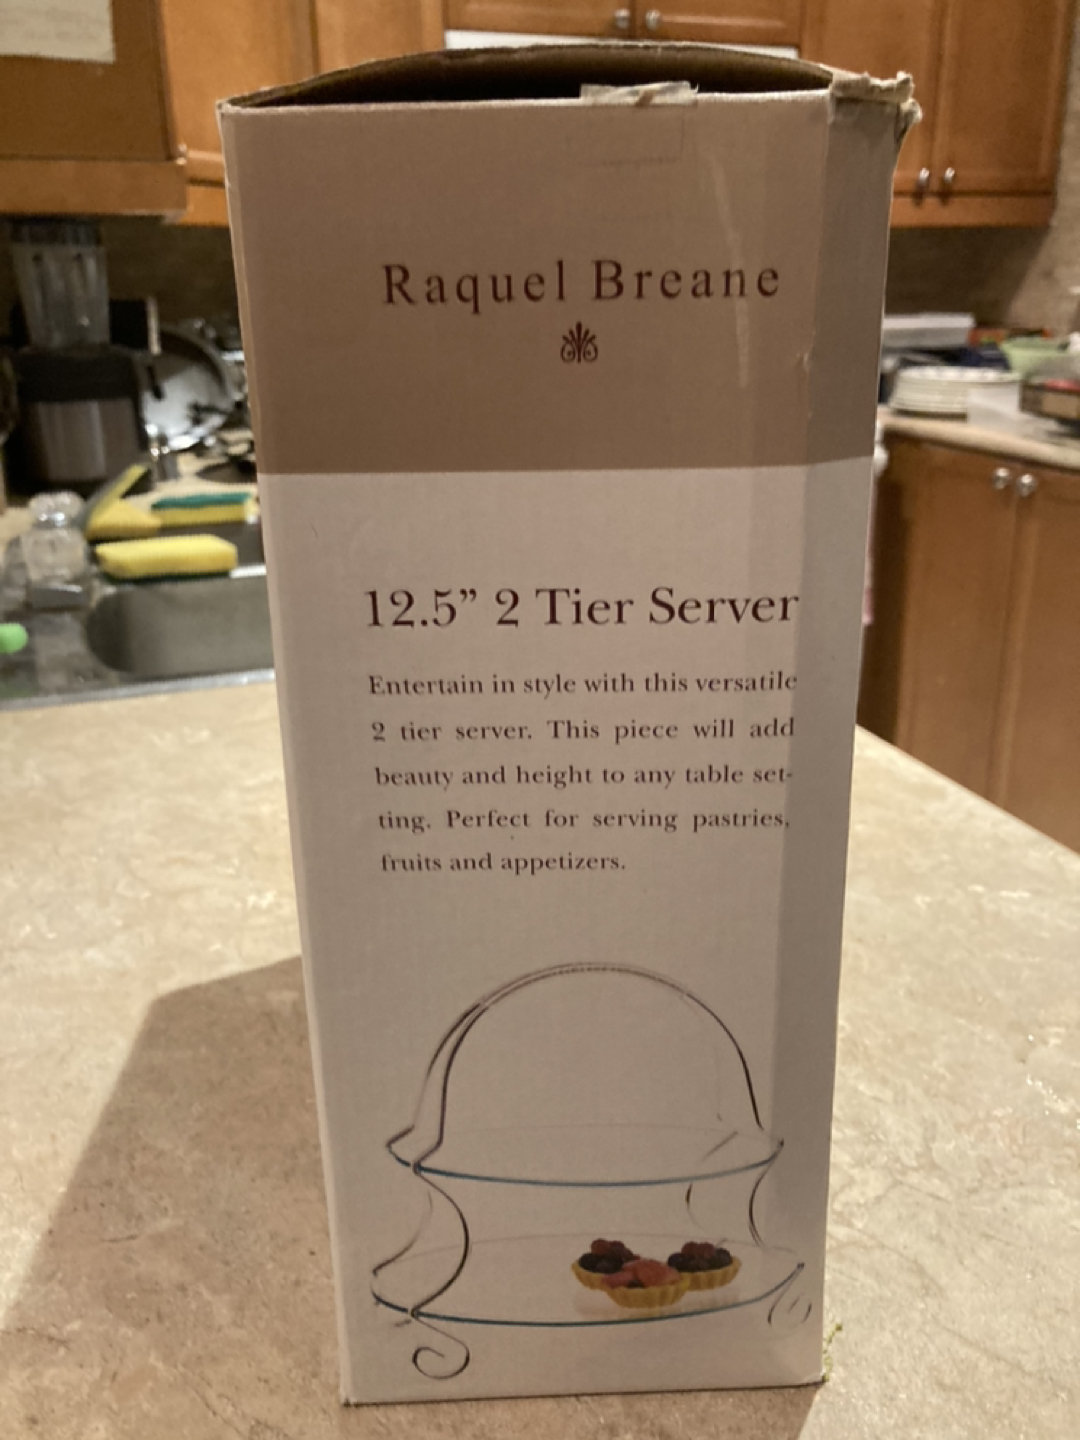 Raquel Breane
12.5” 2 Tier Server
Entertain in style with this versatile
2 tier server. This piece will add
beauty and height to any table set-
ting. Perfect for serving pastries,
fruits and appetizers.